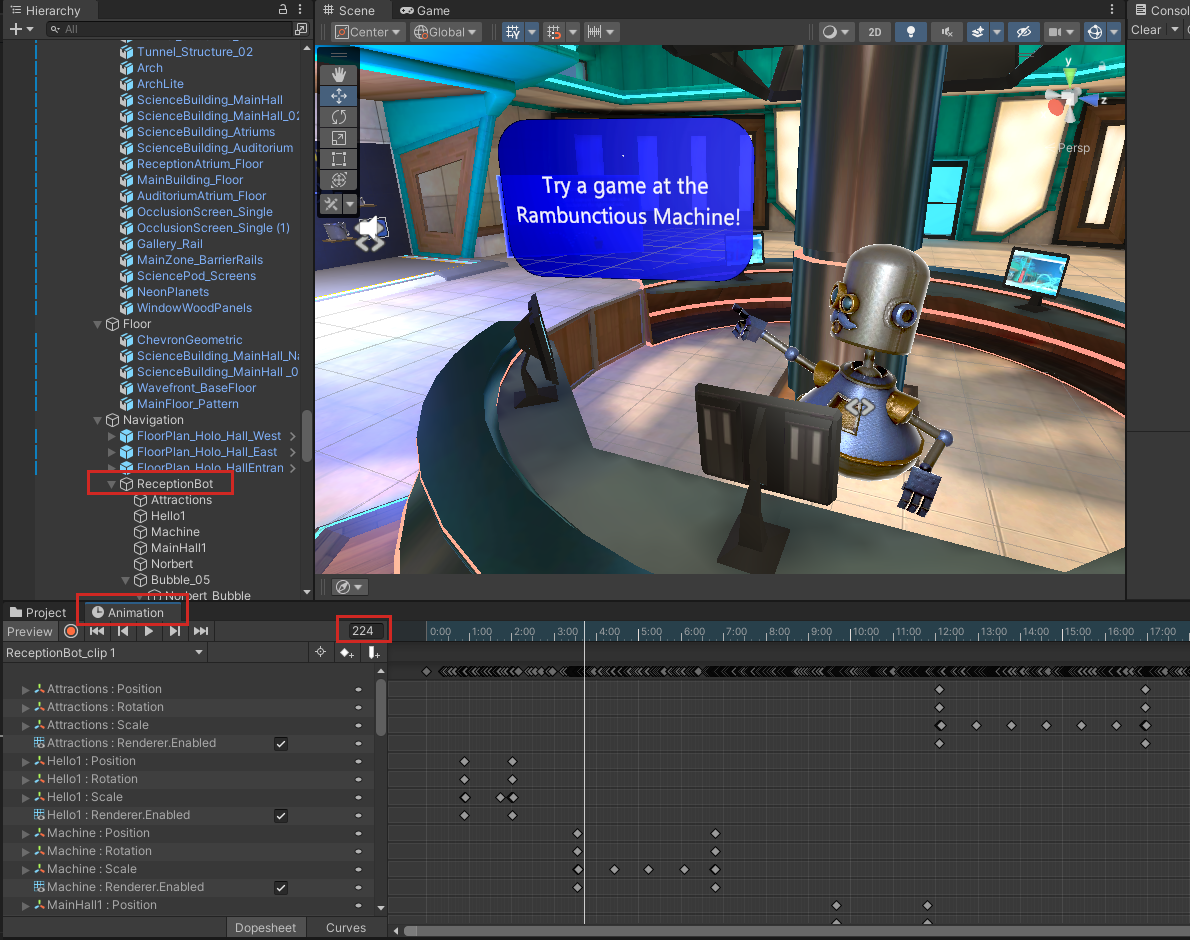 Hierarchy
Scene
Game
Consol
All
Center
Global
2D
Clear
Tunnel_Structure_02
Arch
ArchLite
ScienceBuilding_MainHall
ScienceBuilding_MainHall_02
ScienceBuilding_Atriums
ScienceBuilding_Auditorium
ReceptionAtrium_Floor
MainBuilding_Floor
AuditoriumAtrium_Floor
OcclusionScreen_Single
OcclusionScreen_Single (1)
Gallery_Rail
MainZone_BarrierRails
SciencePod_Screens
NeonPlanets
WindowWoodPanels
Floor
ChevronGeometric
ScienceBuilding_MainHall_Na
ScienceBuilding_MainHall _0
Wavefront_BaseFloor
MainFloor_Pattern
Navigation
FloorPlan_Holo_Hall_West
FloorPlan_Holo_Hall_East
FloorPlan_Holo_HallEntran
ReceptionBot
Attractions
Hello1
Machine
MainHall1
Norbert
Bubble_05
Norbert Bubble
y
z
Persp
Try a game at the
Rambunctious Machine!
Project
Animation
Preview
224
0:00 1:00 2:00 3:00 4:00 5:00 6:00 7:00 8:00 9:00 10:00 11:00 12:00 13:00 14:00 15:00 16:00 17:00
ReceptionBot_clip 1
Attractions : Position
Attractions : Rotation
Attractions : Scale
Attractions : Renderer.Enabled
Hello1 : Position
Hello1 : Rotation
Hello1 : Scale
Hello1 : Renderer.Enabled
Machine : Position
Machine : Rotation
Machine : Scale
Machine : Renderer.Enabled
MainHall1 : Position
Dopesheet
Curves